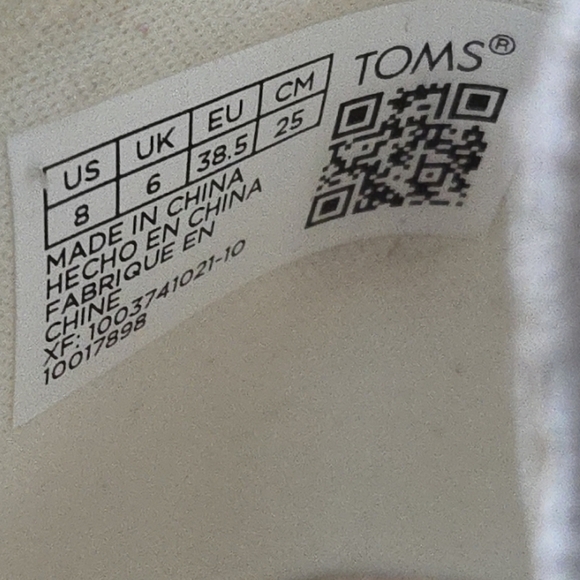 TOMS®
US UK EU CM
8 6 38.5 25
MADE IN CHINA
HECHO EN CHINA
FABRIQUE EN
CHINE
XF: 1003741021-10
10017898